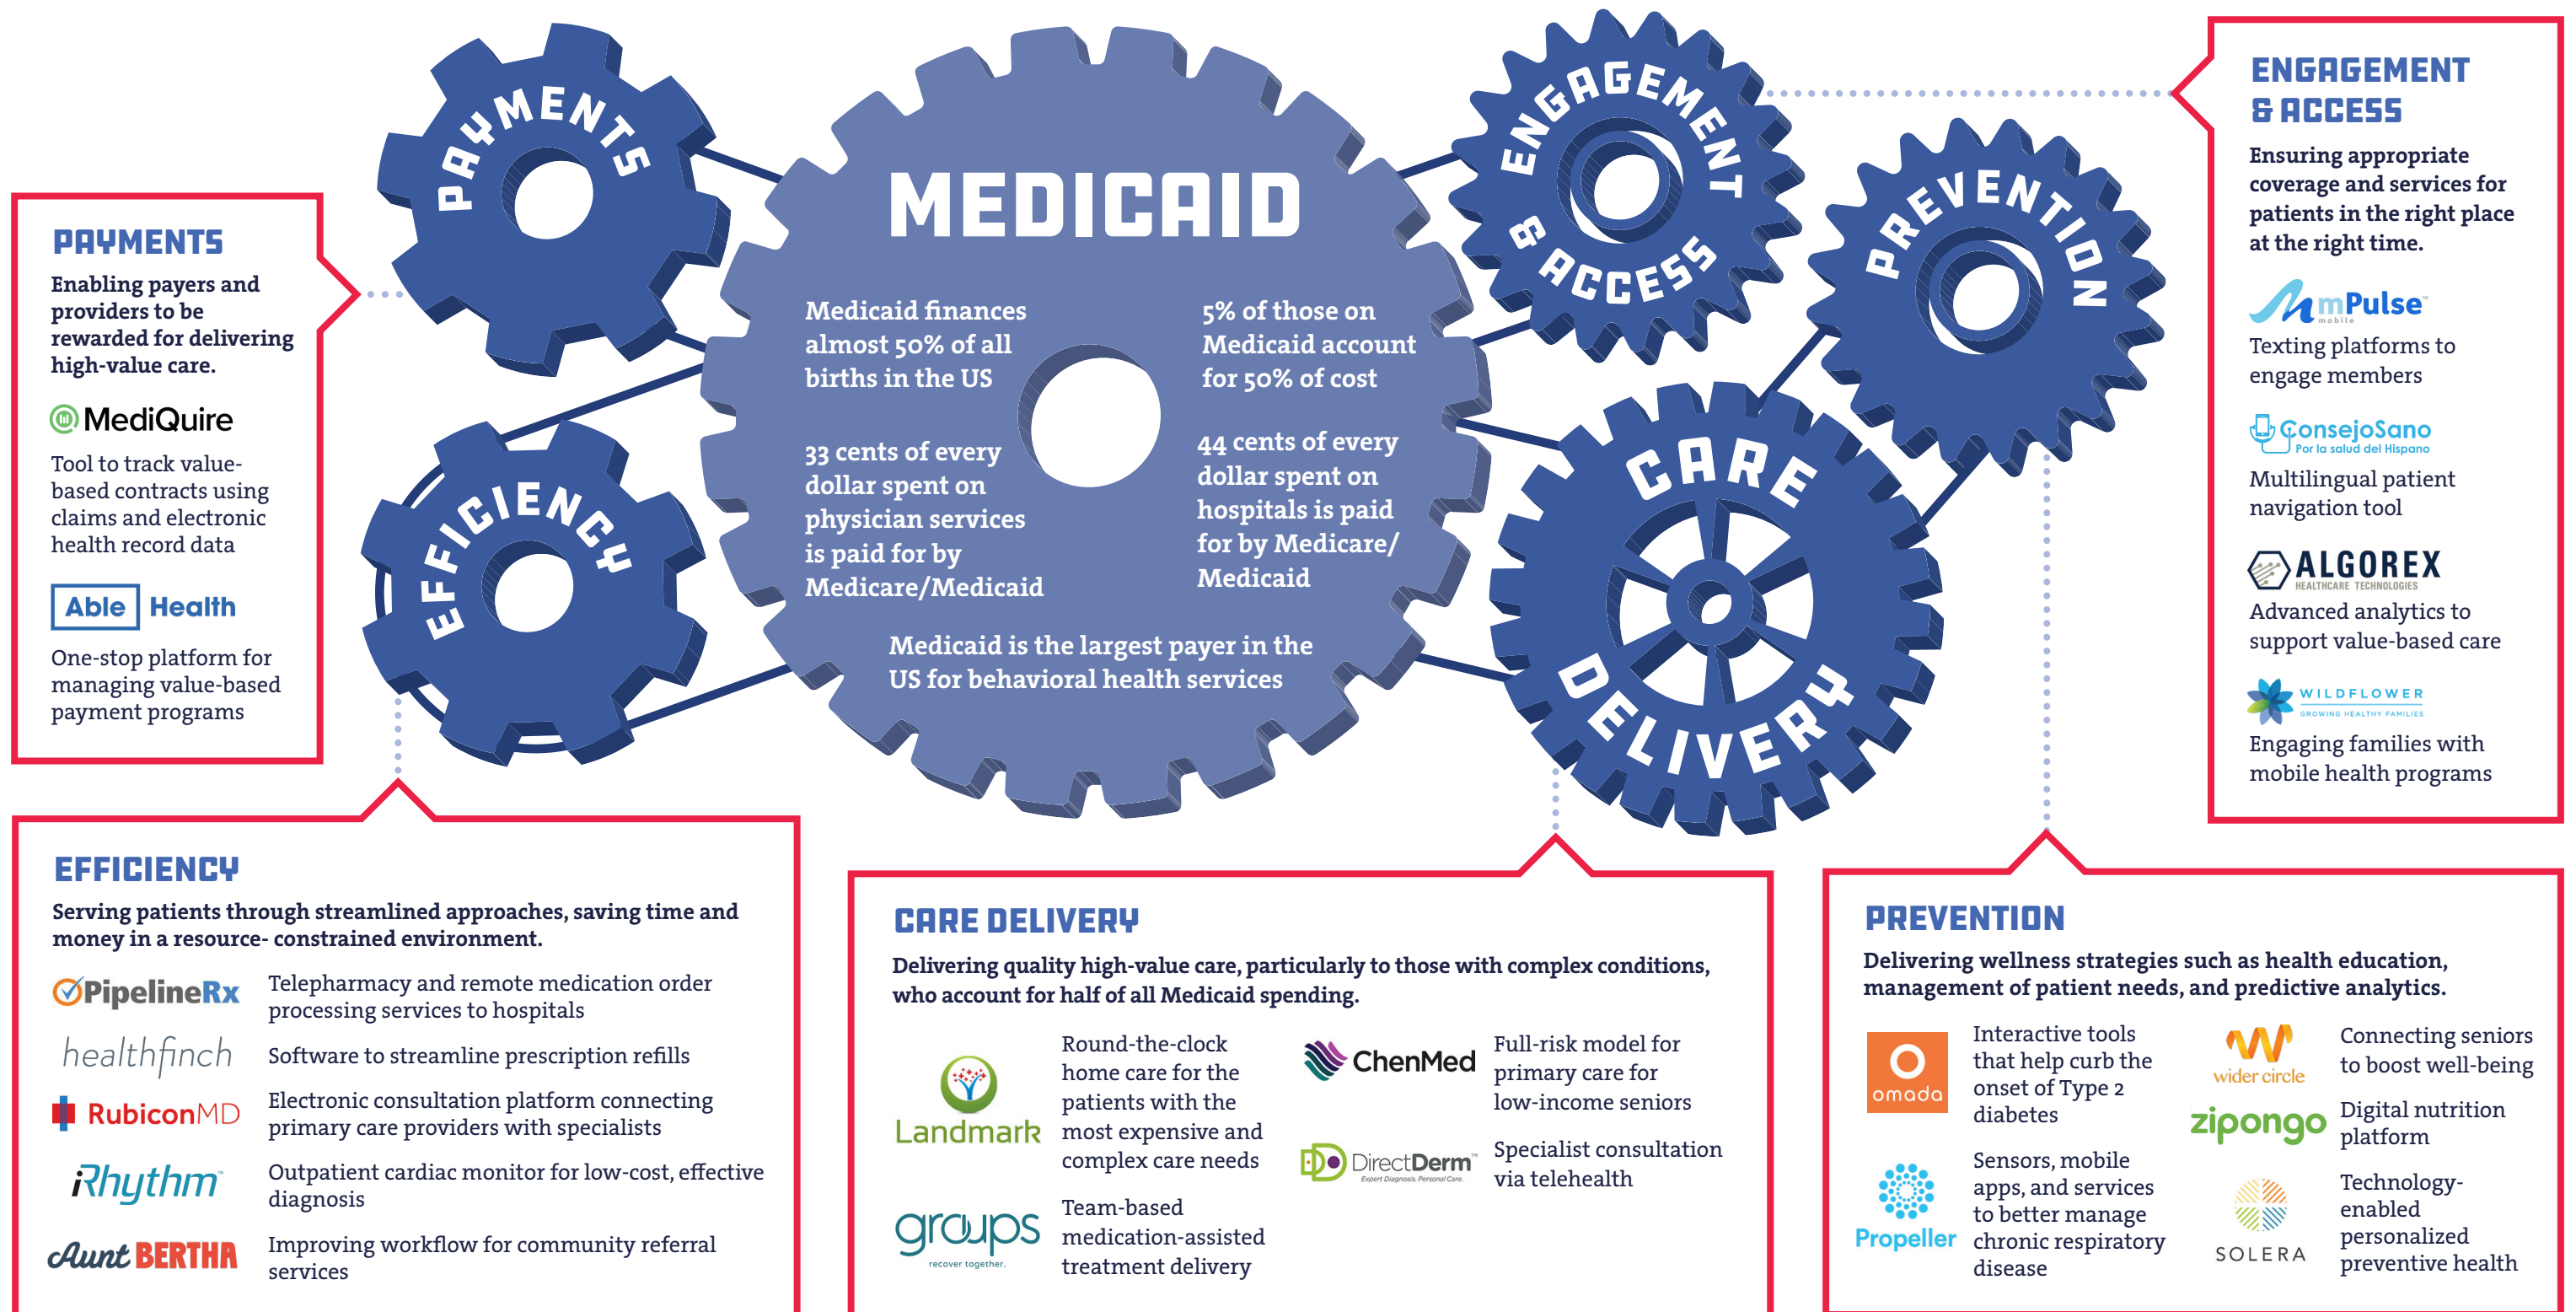 PAYMENTS
MEDICAID
Medicaid finances
almost 50% of all
births in the US
33 cents of every
dollar spent on
physician services
is paid for by
Medicare/Medicaid
5% of those on
Medicaid account
for 50% of cost
44 cents of every
dollar spent on
hospitals is paid
for by Medicare/
Medicaid
Medicaid is the largest payer in the
US for behavioral health services
ENGAGEMENT
& ACCESS
PREVENTION
EFFICIENCY
CARE
DELIVERY
PAYMENTS
Enabling payers and
providers to be
rewarded for delivering
high-value care.
MediQuire
Tool to track value-
based contracts using
claims and electronic
health record data
Able Health
One-stop platform for
managing value-based
payment programs
ENGAGEMENT
& ACCESS
Ensuring appropriate
coverage and services for
patients in the right place
at the right time.
mPulse™
mobile
Texting platforms to
engage members
ConsejoSano
Por la salud del Hispano
Multilingual patient
navigation tool
ALGOREX
HEALTHCARE TECHNOLOGIES
Advanced analytics to
support value-based care
WILDFLOWER
GROWING HEALTHY FAMILIES
Engaging families with
mobile health programs
EFFICIENCY
Serving patients through streamlined approaches, saving time and
money in a resource- constrained environment.
PipelineRx
Telepharmacy and remote medication order
processing services to hospitals
healthfinch
Software to streamline prescription refills
RubiconMD
Electronic consultation platform connecting
primary care providers with specialists
iRhythm™
Outpatient cardiac monitor for low-cost, effective
diagnosis
Aunt BERTHA
Improving workflow for community referral
services
CARE DELIVERY
Delivering quality high-value care, particularly to those with complex conditions,
who account for half of all Medicaid spending.
Landmark
Round-the-clock
home care for the
patients with the
most expensive and
complex care needs
groups
recover together.
Team-based
medication-assisted
treatment delivery
ChenMed
Full-risk model for
primary care for
low-income seniors
DirectDerm™
Expert Diagnosis. Personal Care.
Specialist consultation
via telehealth
PREVENTION
Delivering wellness strategies such as health education,
management of patient needs, and predictive analytics.
omada
Interactive tools
that help curb the
onset of Type 2
diabetes
Propeller
Sensors, mobile
apps, and services
to better manage
chronic respiratory
disease
wider circle
Connecting seniors
to boost well-being
zipongo
Digital nutrition
platform
SOLERA
Technology-
enabled
personalized
preventive health